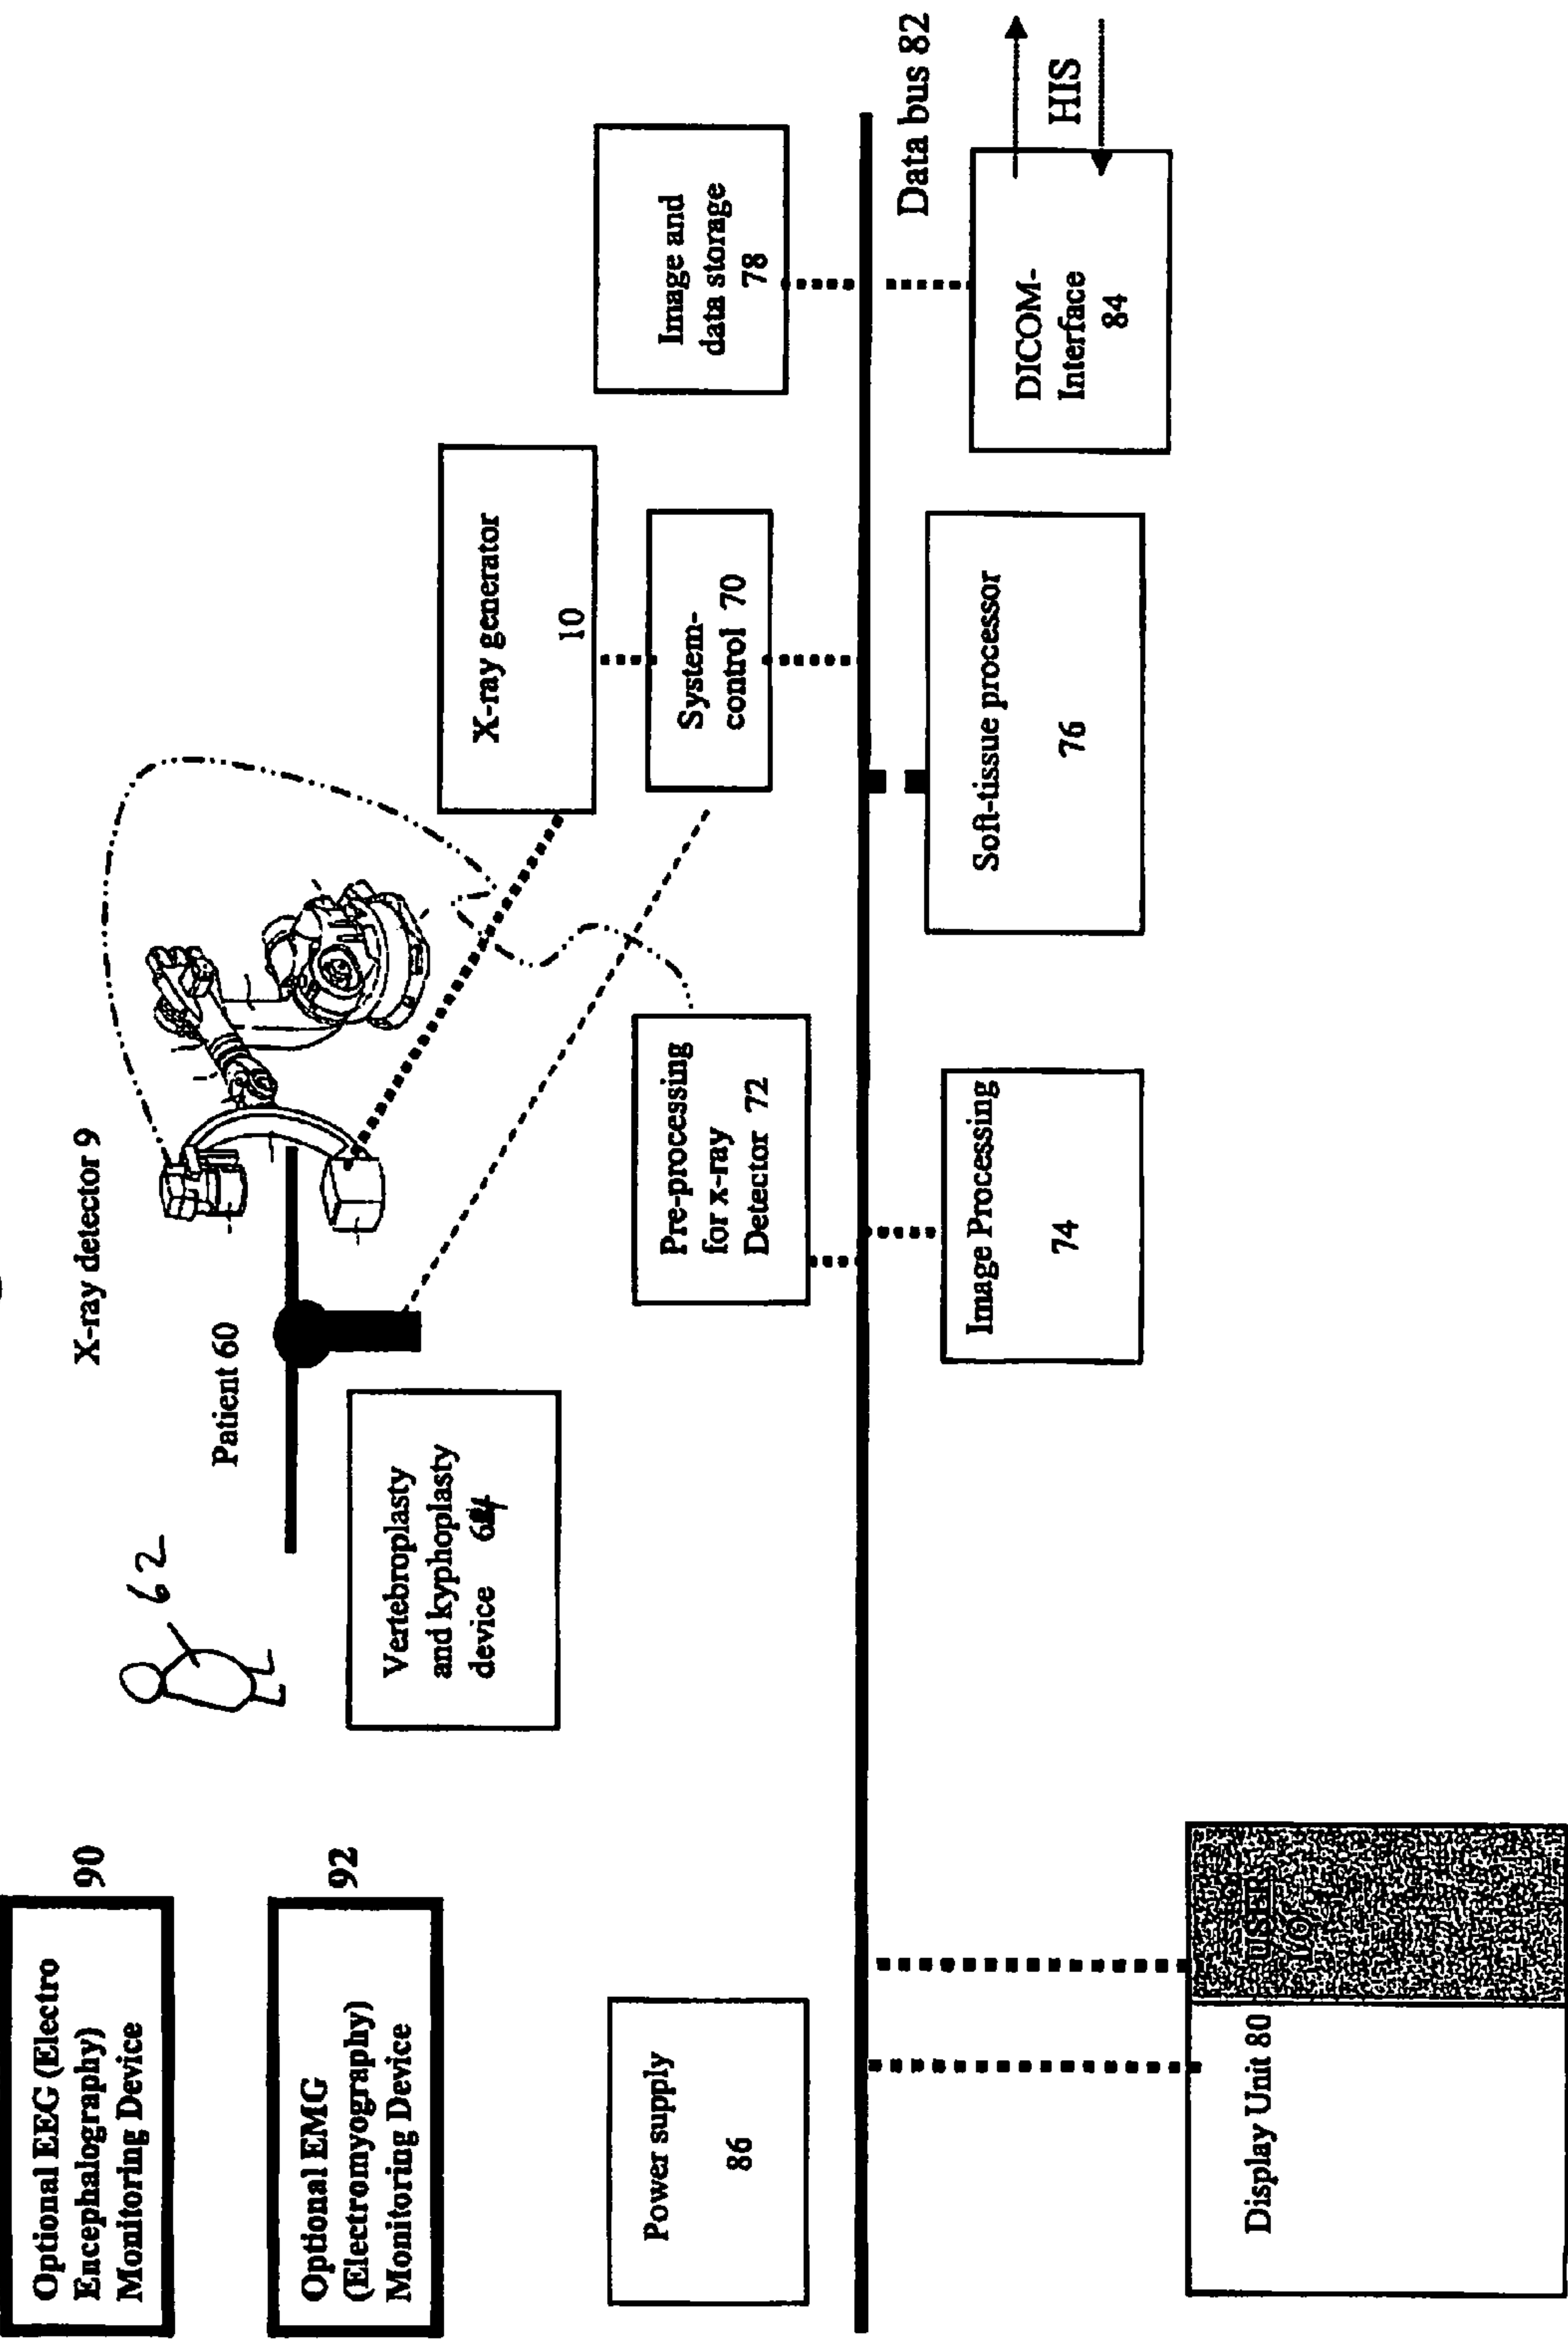 Optional EEG (Electro
Encephalography)
Monitoring Device
90
Optional EMG
(Electromyography)
Monitoring Device
92
62
X-ray detector 9
Patient 60
Vertebroplasty
and kyphoplasty
device 64
X-ray generator
10
System-
control 70
Image and
data storage
78
Pre-processing
for x-ray
Detector 72
Power supply
86
Data bus 82
HIS
DICOM-
Interface
84
Soft-tissue processor
76
Image Processing
74
Display Unit 80
USER
I/O